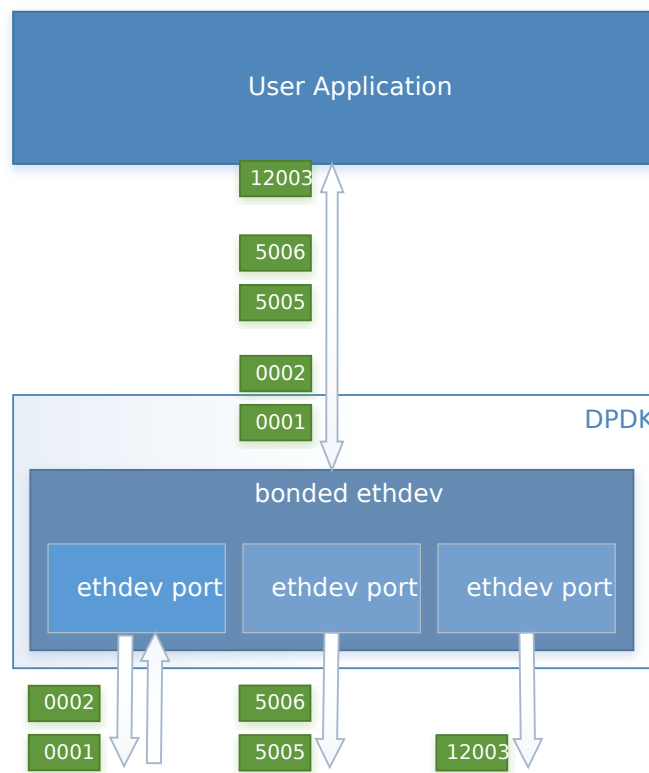 User Application
12003
5006
5005
0002
0001
DPDK
bonded ethdev
ethdev port
ethdev port
ethdev port
0002
5006
0001
5005
12003